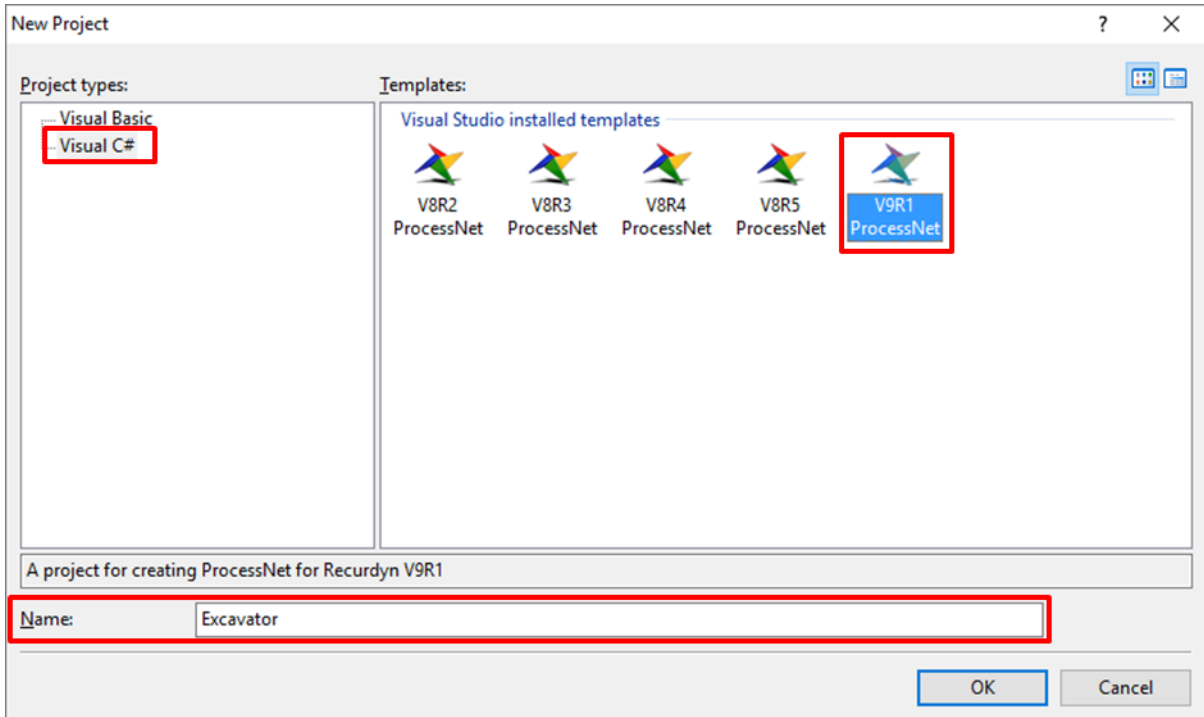 New Project
?
Project types:
Templates:
Visual Basic
Visual C#
Visual Studio installed templates
V8R2
ProcessNet
V8R3
ProcessNet
V8R4
ProcessNet
V8R5
ProcessNet
V9R1
ProcessNet
A project for creating ProcessNet for Recurdyn V9R1
Name:
Excavator
OK
Cancel